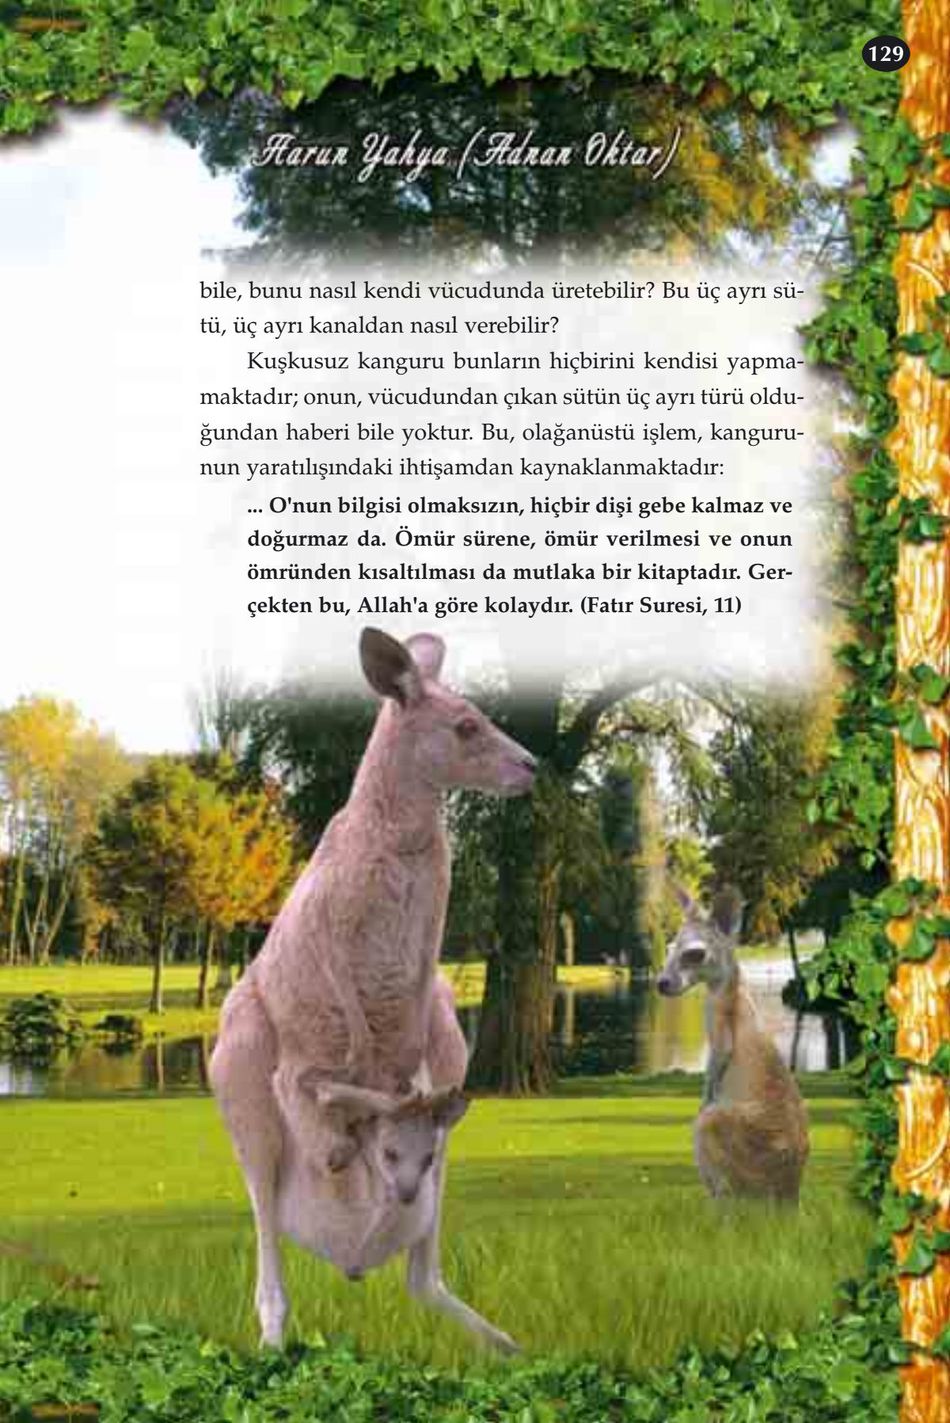 129
Harun Yahya (Adnan Oktar)
bile, bunu nasıl kendi vücudunda üretebilir? Bu üç ayrı sü-
tü, üç ayrı kanaldan nasıl verebilir?
Kuşkusuz kanguru bunların hiçbirini kendisi yapma-
maktadır; onun, vücudundan çıkan sütün üç ayrı türü oldu-
ğundan haberi bile yoktur. Bu, olağanüstü işlem, kanguru-
nun yaratılışındaki ihtişamdan kaynaklanmaktadır:
... O'nun bilgisi olmaksızın, hiçbir dişi gebe kalmaz ve
doğurmaz da. Ömür sürene, ömür verilmesi ve onun
ömründen kısaltılması da mutlaka bir kitaptadır. Ger-
çekten bu, Allah'a göre kolaydır. (Fatır Suresi, 11)